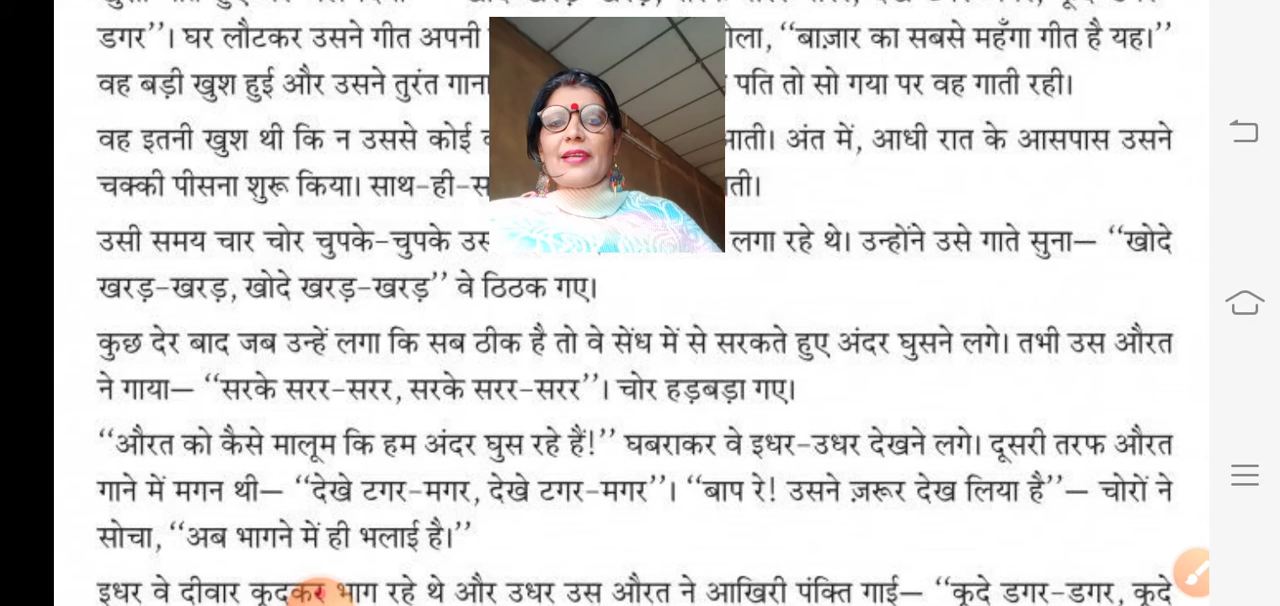 डगर”। घर लौटकर उसने गीत अपनी ला, “बाज़ार का सबसे महँगा गीत है यह।”
वह बड़ी खुश हुई और उसने तुरंत गाना पति तो सो गया पर वह गाती रही।
वह इतनी खुश थी कि न उससे कोई अंत में, आधी रात के आसपास उसने
चक्की पीसना शुरू किया।
उसी समय चार चोर चुपके-चुपके लगा रहे थे। उन्होंने उसे गाते सुना— “खोदे
खरड़-खरड़, खोदे खरड़-खरड़” वे ठिठक गए।
कुछ देर बाद जब उन्हें लगा कि सब ठीक है तो वे सेंध में से सरकते हुए अंदर घुसने लगे। तभी उस औरत
ने गाया— “सरके सरर-सरर, सरके सरर-सरर”। चोर हड़बड़ा गए।
“औरत को कैसे मालूम कि हम अंदर घुस रहे हैं!” घबराकर वे इधर-उधर देखने लगे। दूसरी तरफ औरत
गाने में मगन थी— “देखे टगर-मगर, देखे टगर-मगर”। “बाप रे! उसने ज़रूर देख लिया है”— चोरों ने
सोचा, “अब भागने में ही भलाई है।”
इधर वे दीवार कूदकर भाग रहे थे और उधर उस औरत ने आखिरी पंक्ति गाई— “कूदे डगर-डगर, कूदे